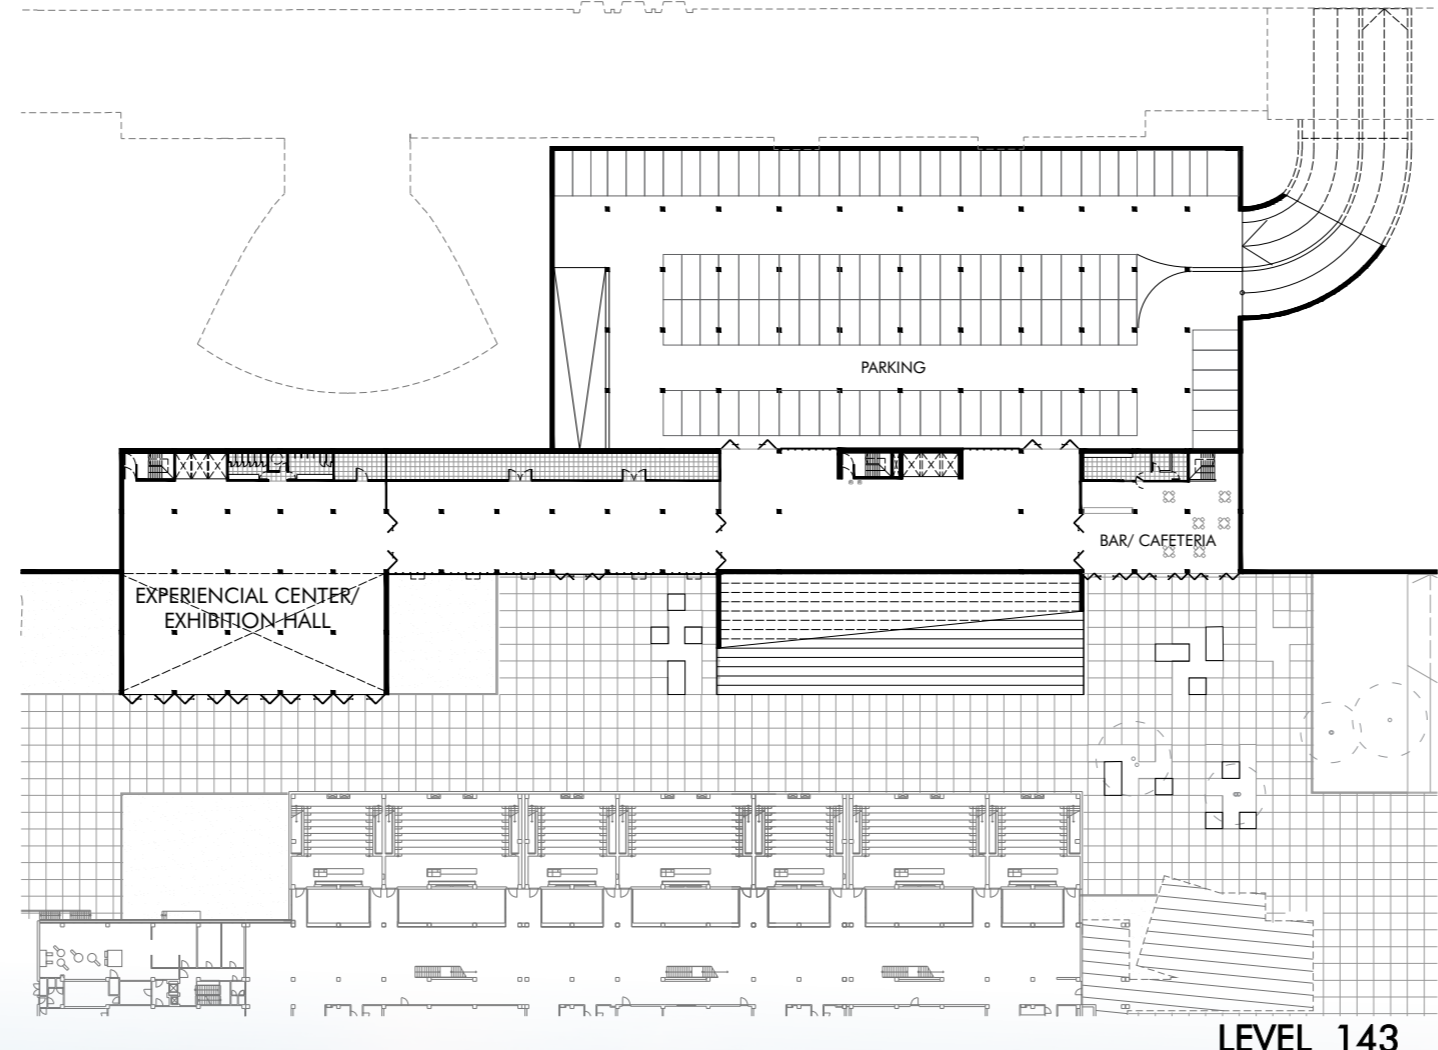 PARKING
BAR/ CAFETERIA
EXPERIENCIAL CENTER/
EXHIBITION HALL
LEVEL 143